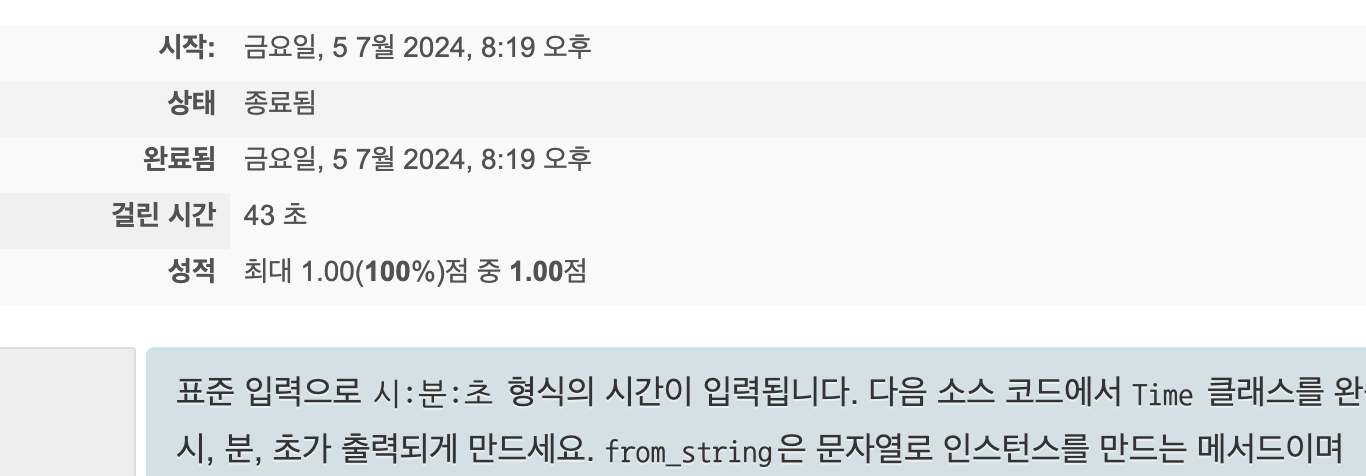 시작: 금요일, 5 7월 2024, 8:19 오후
상태 종료됨
완료됨 금요일, 5 7월 2024, 8:19 오후
걸린 시간 43 초
성적 최대 1.00(100%)점 중 1.00점
표준 입력으로 시:분:초 형식의 시간이 입력됩니다. 다음 소스 코드에서 Time 클래스를
시, 분, 초가 출력되게 만드세요. from_string은 문자열로 인스턴스를 만드는 메서드이며